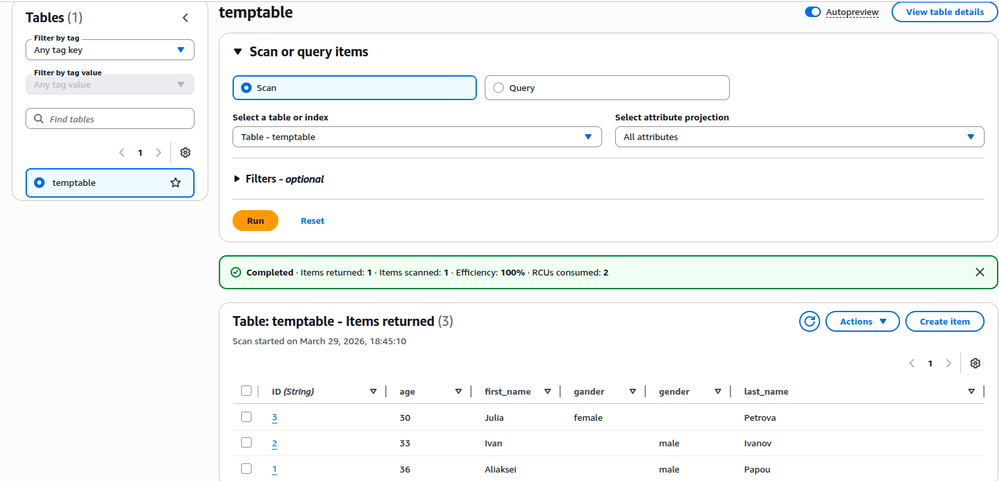 Tables (1)
Filter by tag
Any tag key
Filter by tag value
Any tag value
Find tables
1
temptable
temptable
Autopreview
View table details
Scan or query items
Scan
Query
Select a table or index
Select attribute projection
Table - temptable
All attributes
Filters - optional
Run
Reset
Completed · Items returned: 1 · Items scanned: 1 · Efficiency: 100% · RCUs consumed: 2
Table: temptable - Items returned (3)
Actions
Create item
Scan started on March 29, 2026, 18:45:10
1
ID (String) age first_name gander gender last_name
3 30 Julia female Petrova
2 33 Ivan male Ivanov
1 36 Aliaksei male Papou